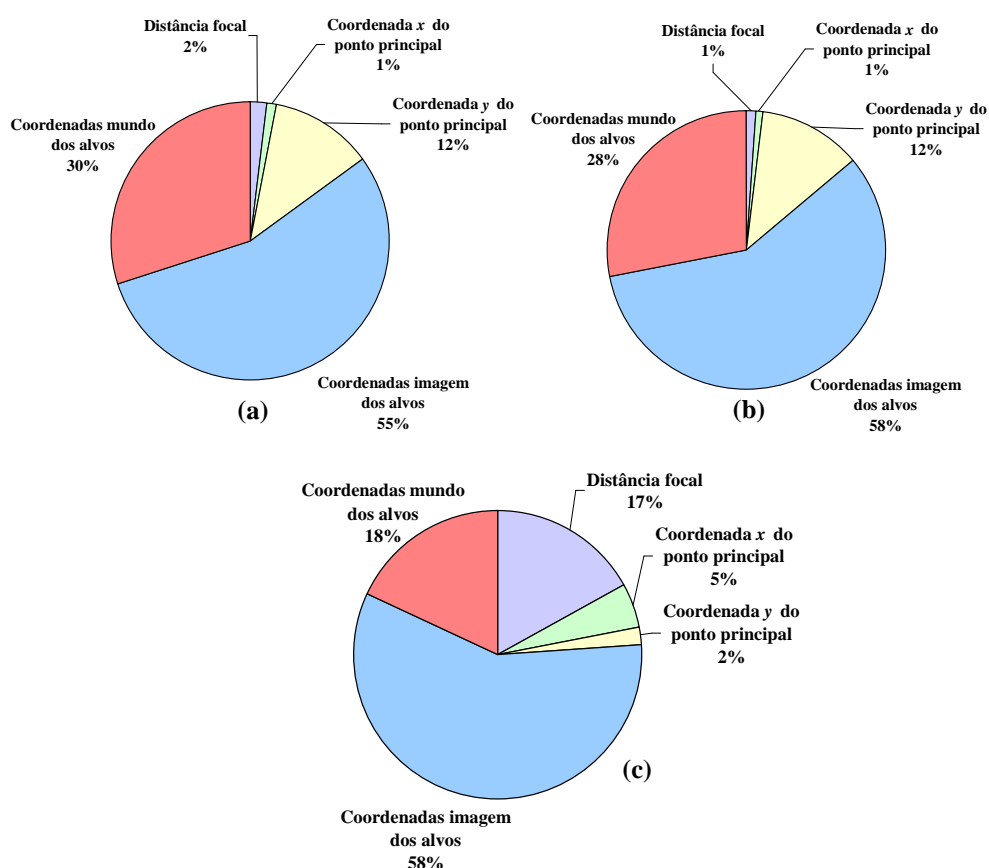 Distância focal
2%
Coordenada x do
ponto principal
1%
Coordenada y do
ponto principal
12%
Coordenadas mundo
dos alvos
30%
Coordenadas imagem
dos alvos
55%
(a)
Distância focal
1%
Coordenada x do
ponto principal
1%
Coordenada y do
ponto principal
12%
Coordenadas mundo
dos alvos
28%
Coordenadas imagem
dos alvos
58%
(b)
Coordenadas mundo
dos alvos
18%
Distância focal
17%
Coordenada x do
ponto principal
5%
Coordenada y do
ponto principal
2%
(c)
Coordenadas imagem
dos alvos
58%